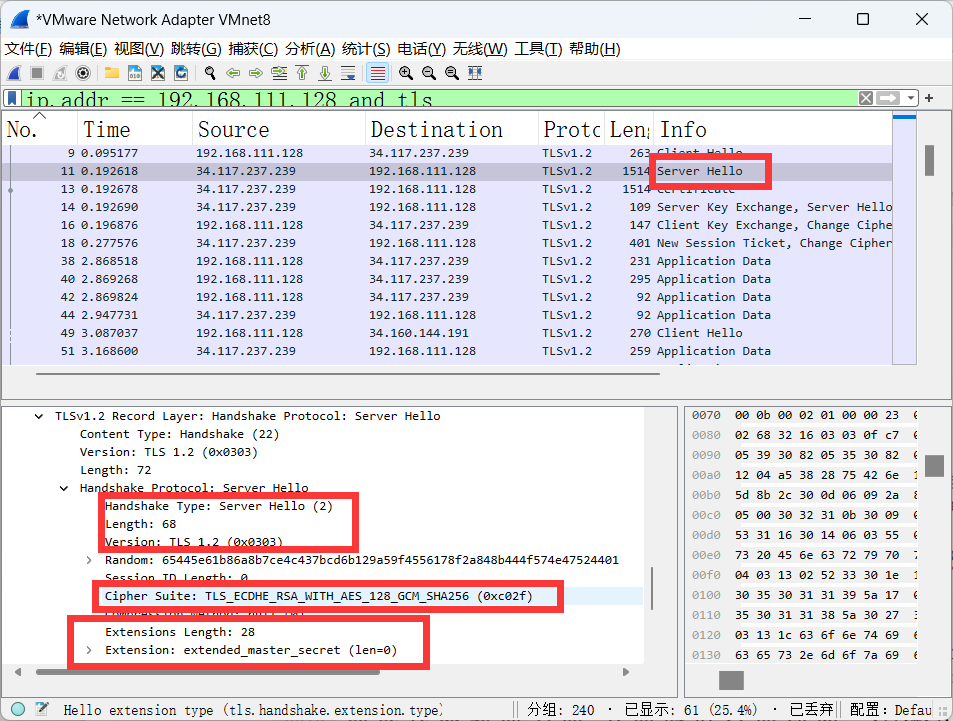 *VMware Network Adapter VMnet8
文件(F) 编辑(E) 视图(V) 跳转(G) 捕获(C) 分析(A) 统计(S) 电话(Y) 无线(W) 工具(T) 帮助(H)
ip.addr == 192.168.111.128 and tls
No. Time Source Destination Protc Leng Info
9 0.095177 192.168.111.128 34.117.237.239 TLSv1.2 263 Client Hello
11 0.192618 34.117.237.239 192.168.111.128 TLSv1.2 1514 Server Hello
13 0.192678 34.117.237.239 192.168.111.128 TLSv1.2 1514 Certificate
14 0.192690 34.117.237.239 192.168.111.128 TLSv1.2 109 Server Key Exchange, Server Hello
16 0.196876 192.168.111.128 34.117.237.239 TLSv1.2 147 Client Key Exchange, Change Ciphe
18 0.277576 34.117.237.239 192.168.111.128 TLSv1.2 401 New Session Ticket, Change Cipher
38 2.868518 192.168.111.128 34.117.237.239 TLSv1.2 231 Application Data
40 2.869268 192.168.111.128 34.117.237.239 TLSv1.2 295 Application Data
42 2.869824 192.168.111.128 34.117.237.239 TLSv1.2 92 Application Data
44 2.947731 34.117.237.239 192.168.111.128 TLSv1.2 92 Application Data
49 3.087037 192.168.111.128 34.160.144.191 TLSv1.2 270 Client Hello
51 3.168600 34.117.237.239 192.168.111.128 TLSv1.2 259 Application Data
TLSv1.2 Record Layer: Handshake Protocol: Server Hello
Content Type: Handshake (22)
Version: TLS 1.2 (0x0303)
Length: 72
Handshake Protocol: Server Hello
Handshake Type: Server Hello (2)
Length: 68
Version: TLS 1.2 (0x0303)
Random: 65445e61b86a8b7ce4c437bcd6b129a59f4556178f2a848b444f574e47524401
Session ID Length: 0
Cipher Suite: TLS_ECDHE_RSA_WITH_AES_128_GCM_SHA256 (0xc02f)
Extensions Length: 28
Extension: extended_master_secret (len=0)
0070 00 0b 00 02 01 00 00 23
0080 02 68 32 16 03 03 0f c7
0090 05 39 30 82 05 35 30 82
00a0 12 04 a5 38 28 75 42 6e
00b0 5d 8b 2c 30 0d 06 09 2a
00c0 05 00 30 32 31 0b 30 09
00d0 53 31 16 30 14 06 03 55
00e0 73 20 45 6e 63 72 79 70
00f0 04 03 13 02 52 33 30 1e
0100 30 35 30 31 31 39 5a 17
0110 35 30 31 31 38 5a 30 27
0120 03 13 1c 63 6f 6e 74 69
0130 63 65 73 2e 6d 6f 7a 69
Hello extension type (tls.handshake.extension.type) 分组: 240 · 已显示: 61 (25.4%) · 已丢弃 配置: Defau